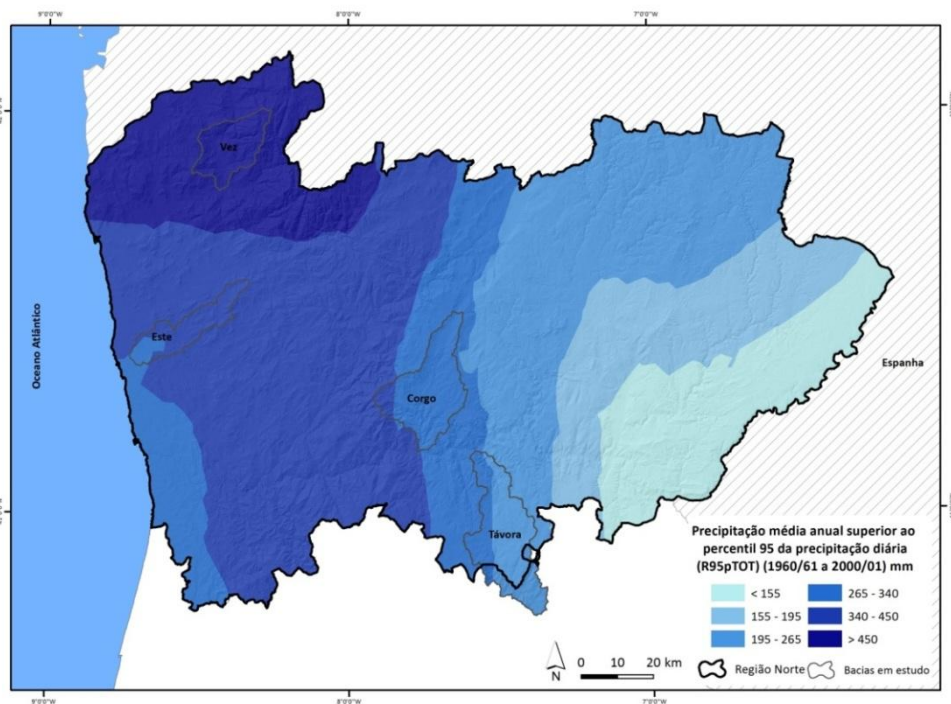 9°0'0"W 8°0'0"W 7°0'0"W
Vez
Oceano Atlântico
Este
Espanha
Corgo
Távora
Precipitação média anual superior ao
percentil 95 da precipitação diária
(R95pTOT) (1960/61 a 2000/01) mm
< 155 265 - 340
155 - 195 340 - 450
195 - 265 > 450
N 0 10 20 km
Região Norte Bacias em estudo
9°0'0"W 8°0'0"W 7°0'0"W